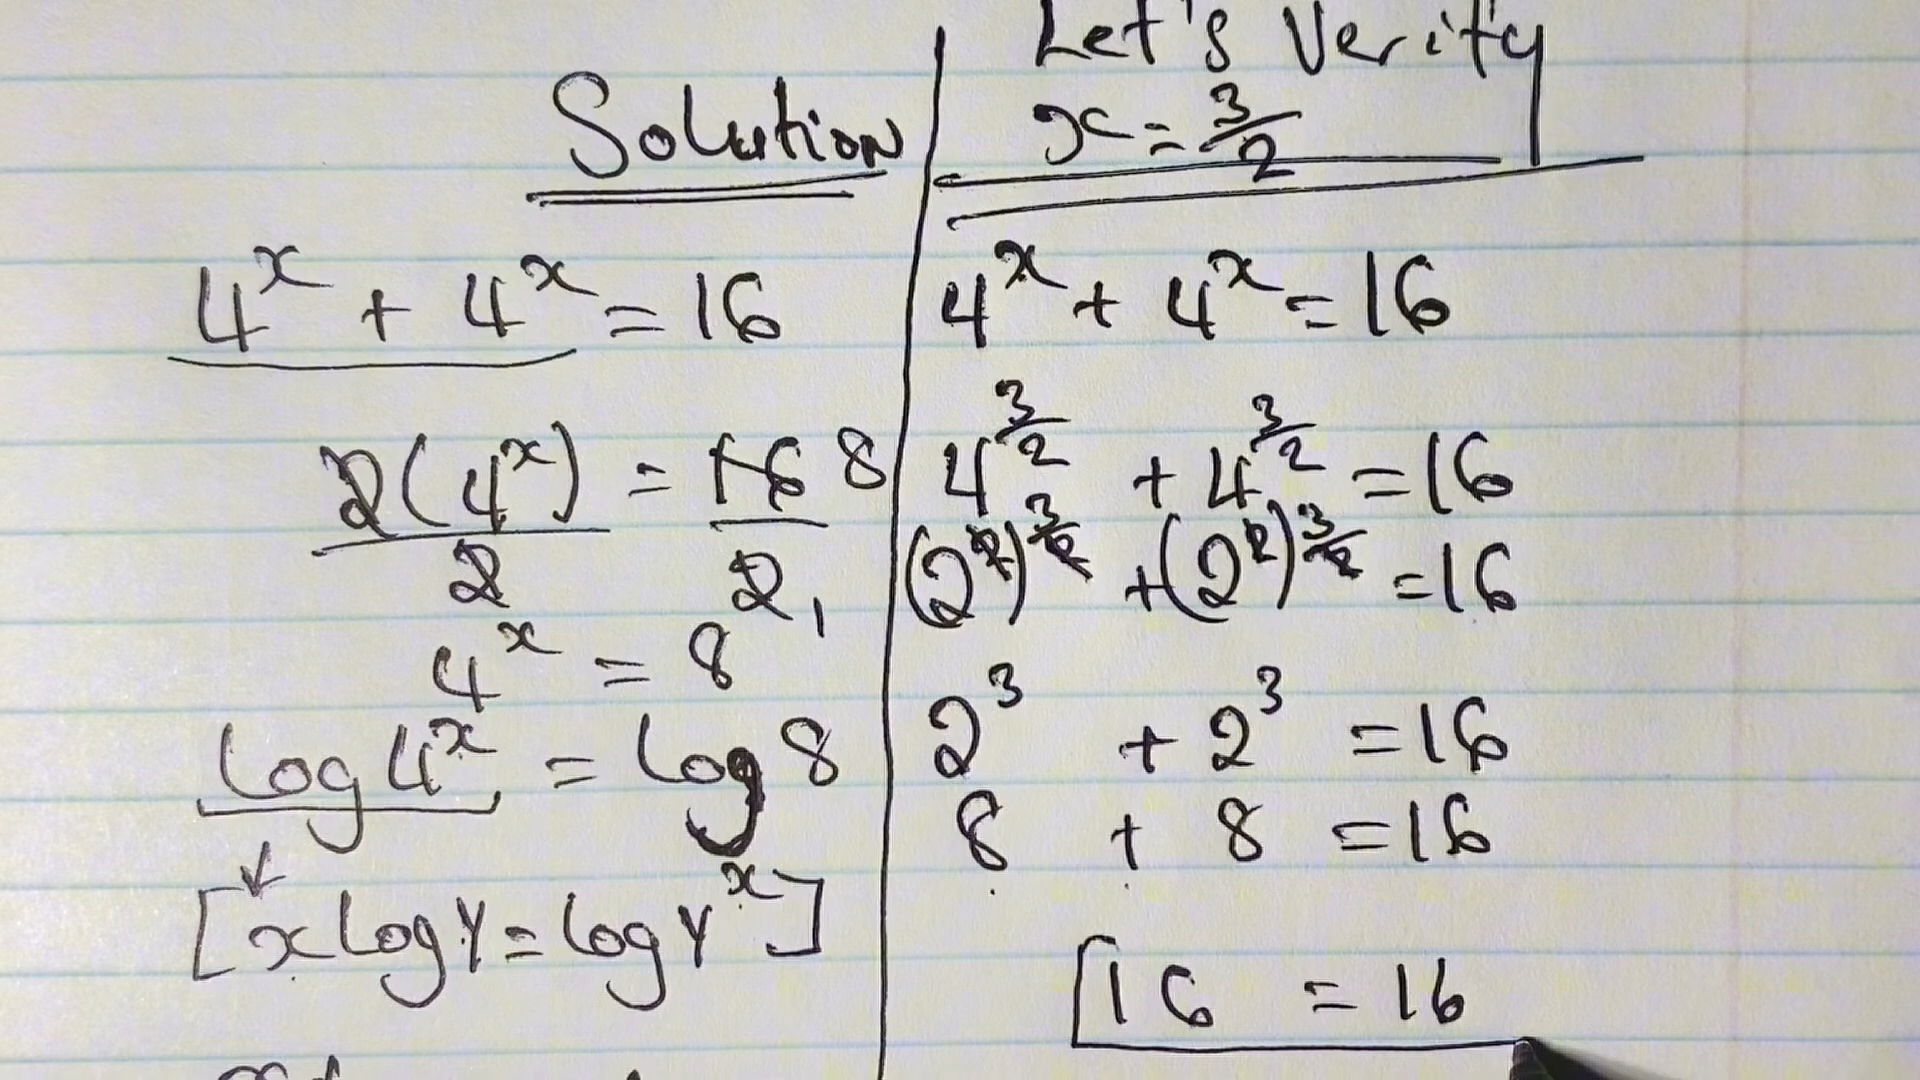 Solution
4^x + 4^x = 16
2(4^x)/2 = 16/2 8
1
4^x = 8
log 4^x = log 8
[x log y = log y^x]
Let's Verify
x = 3/2
4^x + 4^x = 16
4^(3/2) + 4^(3/2) = 16
(2^2)^(3/2) + (2^2)^(3/2) = 16
2^3 + 2^3 = 16
8 + 8 = 16
16 = 16